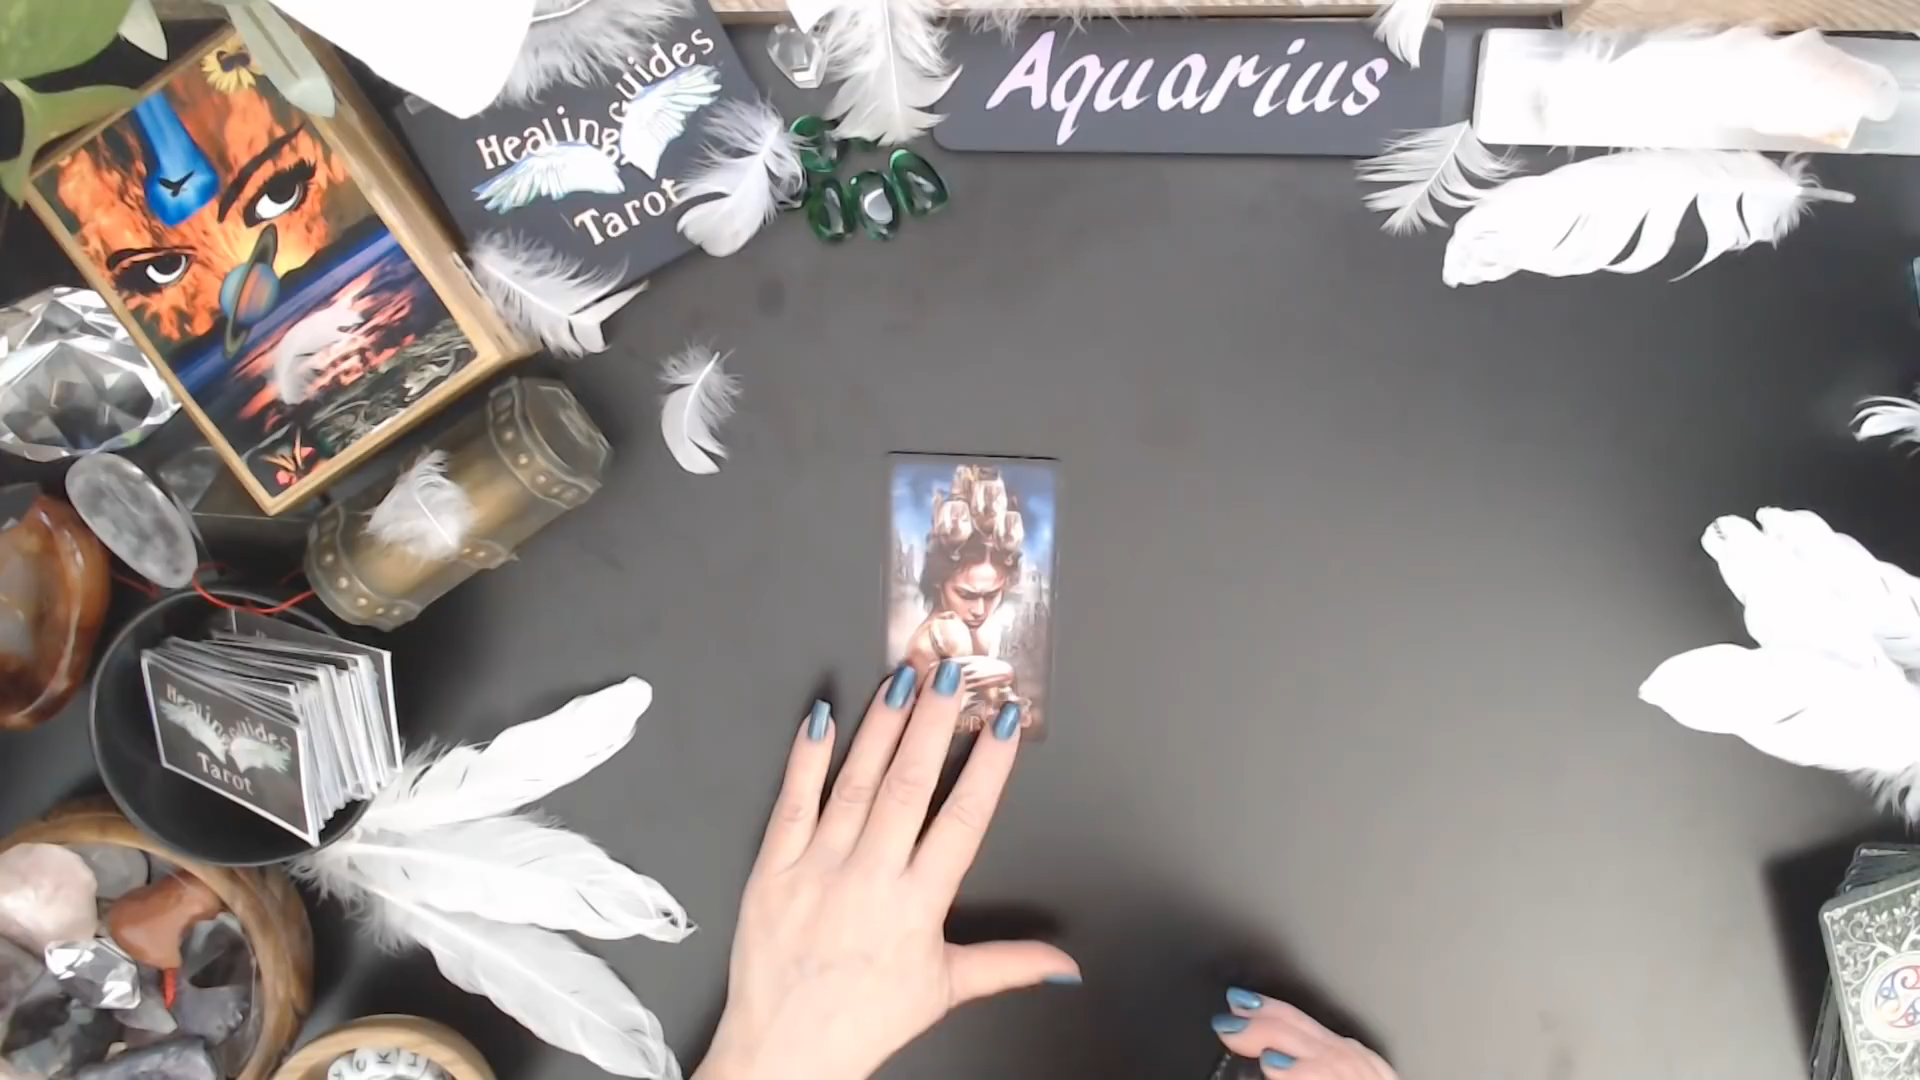 Healing
guides
Tarot
Aquarius
Healing
guides
Tarot